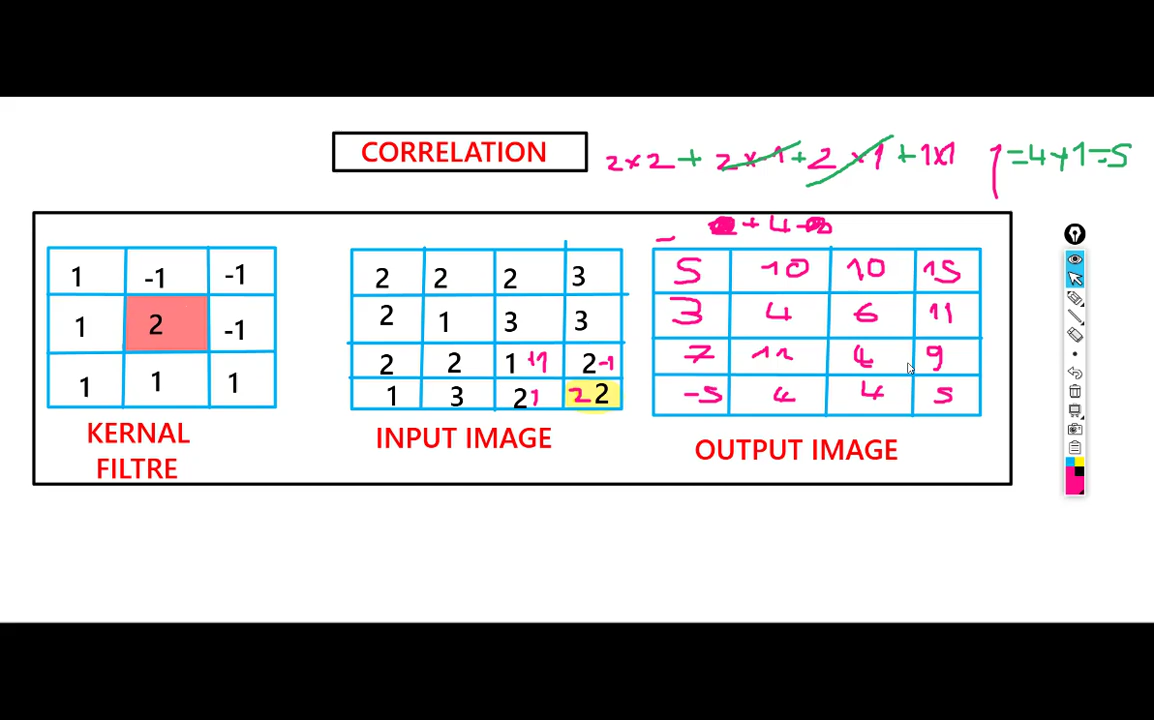 CORRELATION 2×2 + 2×-1 + 2×1 + 1×1 1 = 4+1 = 5
+ 4 -
1 -1 -1 2 2 2 3 5 10 10 15
1 2 -1 2 1 3 3 3 4 6 11
2 2 1 +1 2 -1 7 4 9
1 1 1 1 3 2 1 2 2 -5 4 4 5
KERNAL INPUT IMAGE OUTPUT IMAGE
FILTRE